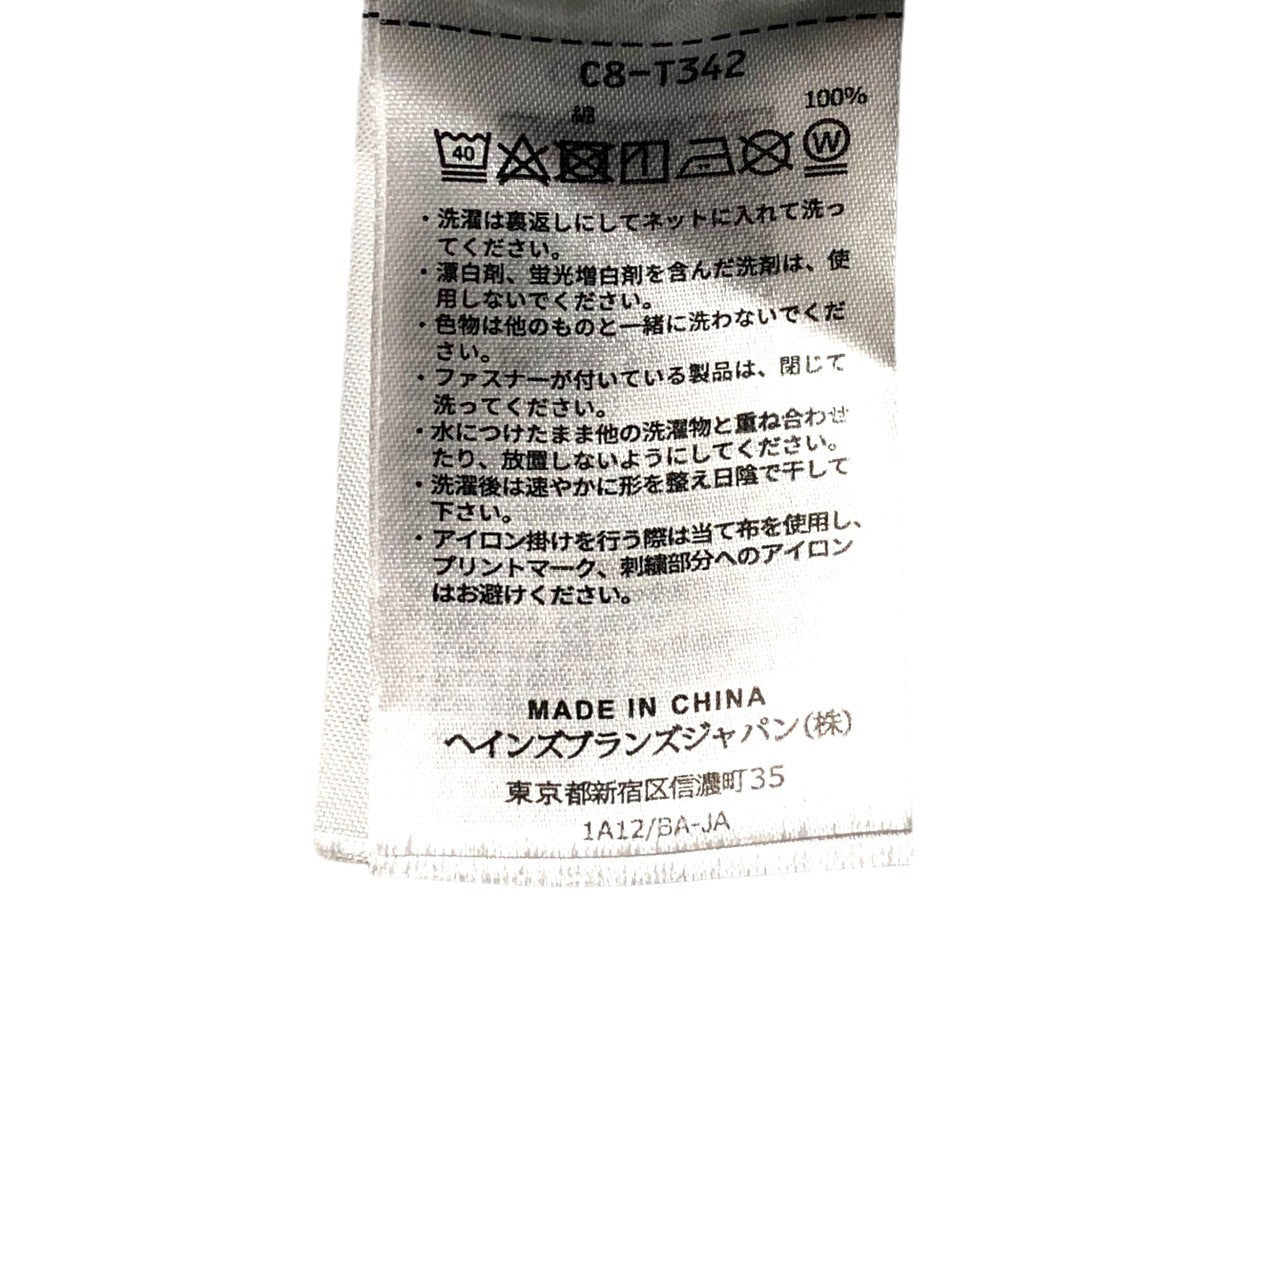 C8-T342
綿 100%
40 W
・洗濯は裏返しにしてネットに入れて洗っ
てください。
・漂白剤、蛍光増白剤を含んだ洗剤は、使
用しないでください。
・色物は他のものと一緒に洗わないでくだ
さい。
・ファスナーが付いている製品は、閉じて
洗ってください。
・水につけたまま他の洗濯物と重ね合わせ
たり、放置しないようにしてください。
・洗濯後は速やかに形を整え日陰で干して
下さい。
・アイロン掛けを行う際は当て布を使用し、
プリントマーク、刺繍部分へのアイロン
はお避けください。
MADE IN CHINA
ヘインズブランズジャパン(株)
東京都新宿区信濃町35
1A12/BA-JA